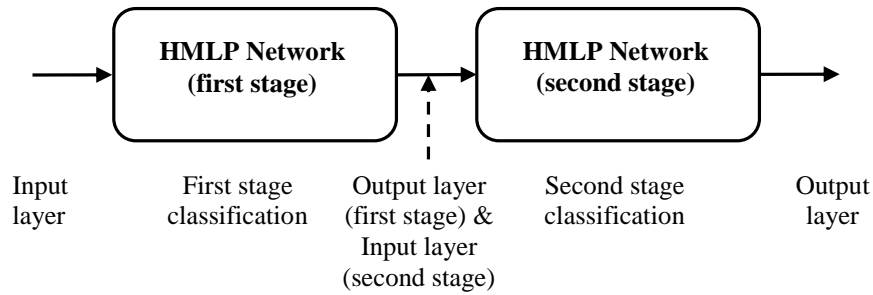 HMLP Network
(first stage)
HMLP Network
(second stage)
Input
layer
First stage
classification
Output layer
(first stage) &
Input layer
(second stage)
Second stage
classification
Output
layer